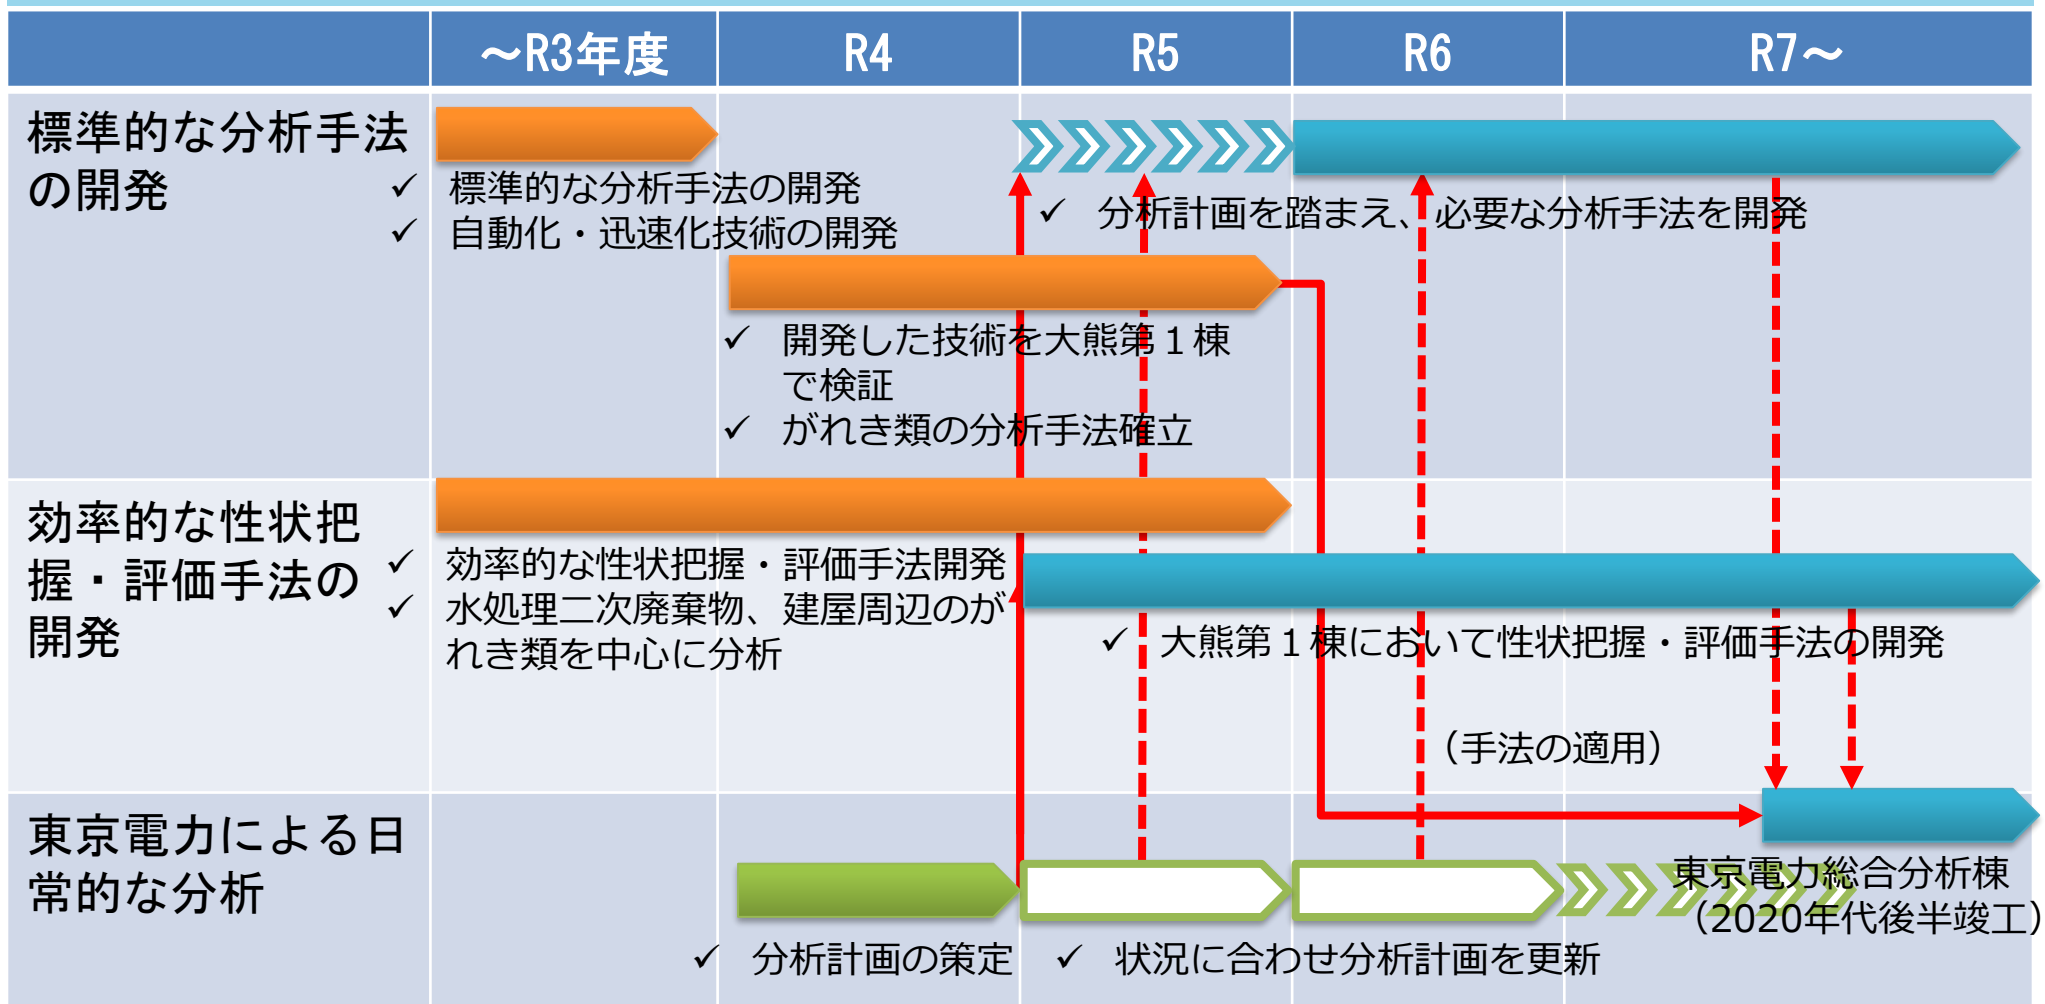 ～R3年度
R4
R5
R6
R7～
標準的な分析手法
の開発
✓ 標準的な分析手法の開発
✓ 自動化・迅速化技術の開発
✓ 分析計画を踏まえ、必要な分析手法を開発
✓ 開発した技術を大熊第１棟
で検証
✓ がれき類の分析手法確立
効率的な性状把
握・評価手法の
開発
✓ 効率的な性状把握・評価手法開発
✓ 水処理二次廃棄物、建屋周辺のが
れき類を中心に分析
✓ 大熊第１棟において性状把握・評価手法の開発
（手法の適用）
東京電力による日
常的な分析
東京電力総合分析棟
（2020年代後半竣工）
✓ 分析計画の策定
✓ 状況に合わせ分析計画を更新